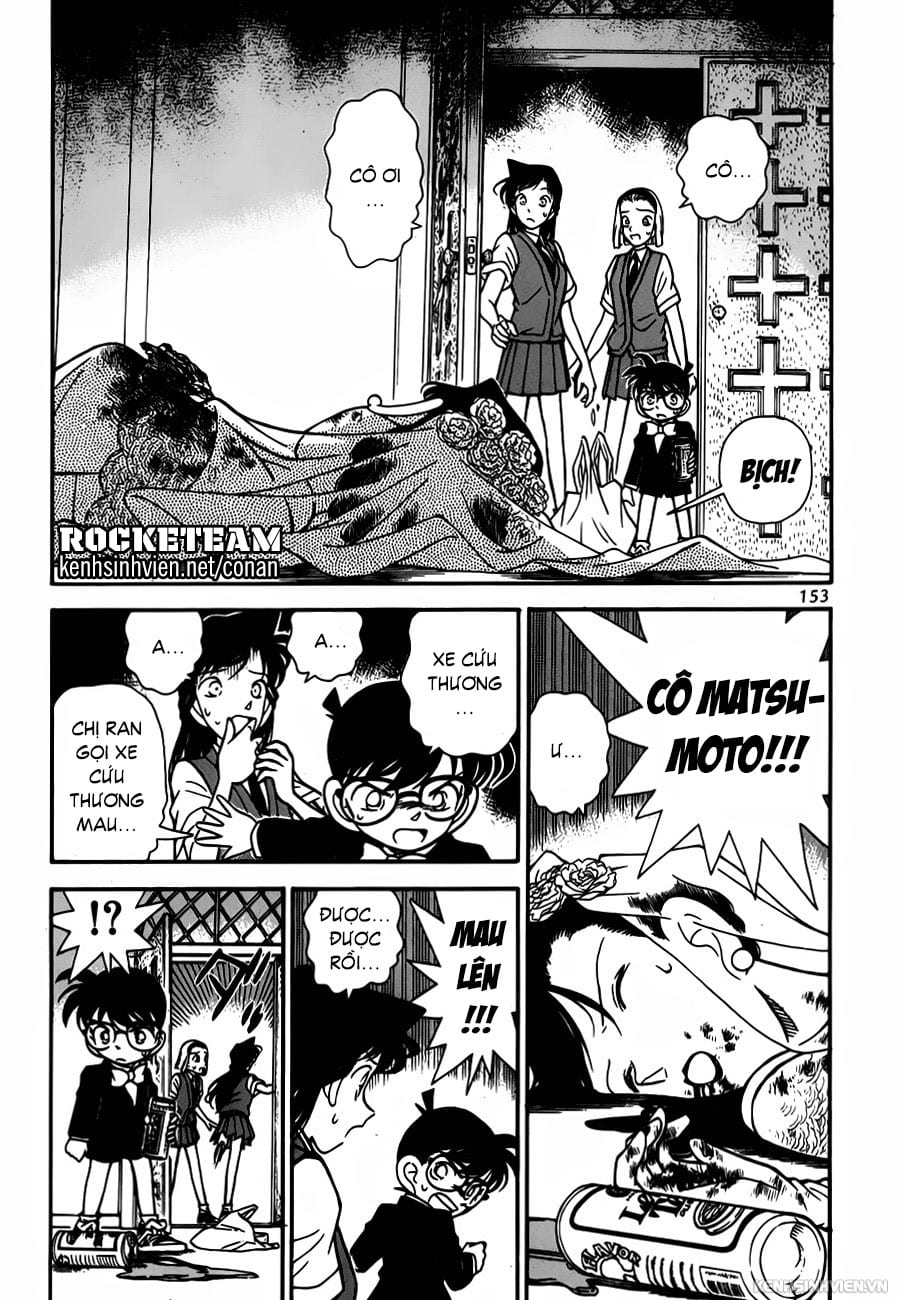 CÔ ƠI
...
CÔ...
BỊCH!
ROCKETEAM
kenhsinhvien.net/conan
153
A...
A...
XE CỨU
THƯƠNG
...
CHỊ RAN
GỌI XE
CỨU
THƯƠNG
MAU...
CÔ MATSU-
MOTO!!!
Ư...
!?
ĐƯỢC...
ĐƯỢC
RỒI...
MAU
LÊN
!!!
MAYDR
KENHSINHVIEN.VN